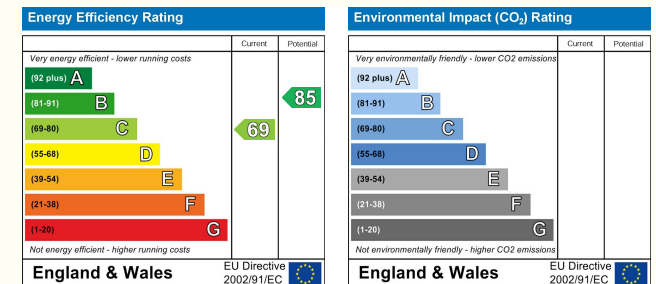 Energy Efficiency Rating
Current Potential
Very energy efficient - lower running costs
(92 plus) A
(81-91) B
85
(69-80) C
69
(55-68) D
(39-54) E
(21-38) F
(1-20) G
Not energy efficient - higher running costs
England & Wales
EU Directive
2002/91/EC
Environmental Impact (CO₂) Rating
Current Potential
Very environmentally friendly - lower CO2 emissions
(92 plus) A
(81-91) B
(69-80) C
(55-68) D
(39-54) E
(21-38) F
(1-20) G
Not environmentally friendly - higher CO2 emissions
England & Wales
EU Directive
2002/91/EC